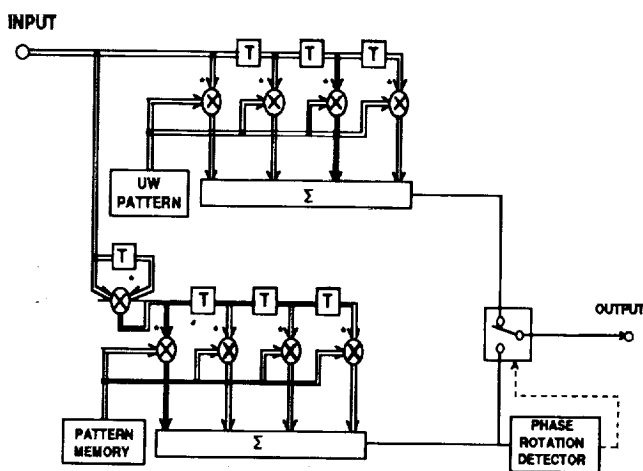 INPUT
T
T
T
*
*
*
*
X
X
X
X
UW
PATTERN
Σ
T
*
X
T
T
T
*
*
*
*
X
X
X
X
OUTPUT
PATTERN
MEMORY
Σ
PHASE
ROTATION
DETECTOR